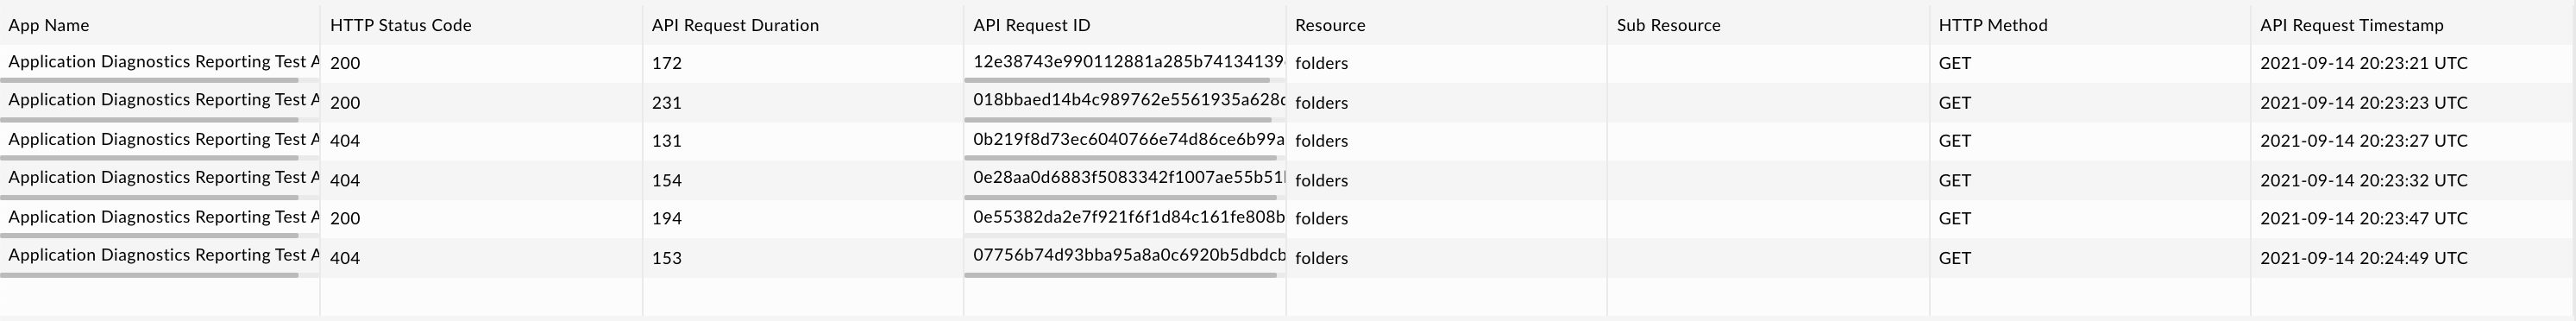 App Name HTTP Status Code API Request Duration API Request ID Resource Sub Resource HTTP Method API Request Timestamp
Application Diagnostics Reporting Test A 200 172 12e38743e990112881a285b74134139 folders GET 2021-09-14 20:23:21 UTC
Application Diagnostics Reporting Test A 200 231 018bbaed14b4c989762e5561935a628c folders GET 2021-09-14 20:23:23 UTC
Application Diagnostics Reporting Test A 404 131 0b219f8d73ec6040766e74d86ce6b99a folders GET 2021-09-14 20:23:27 UTC
Application Diagnostics Reporting Test A 404 154 0e28aa0d6883f5083342f1007ae55b51 folders GET 2021-09-14 20:23:32 UTC
Application Diagnostics Reporting Test A 200 194 0e55382da2e7f921f6f1d84c161fe808b folders GET 2021-09-14 20:23:47 UTC
Application Diagnostics Reporting Test A 404 153 07756b74d93bba95a8a0c6920b5dbdcb folders GET 2021-09-14 20:24:49 UTC